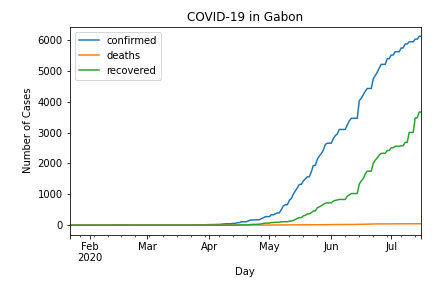 COVID-19 in Gabon
confirmed
deaths
recovered
Number of Cases
6000
5000
4000
3000
2000
1000
0
Feb Mar Apr May Jun Jul
2020
Day